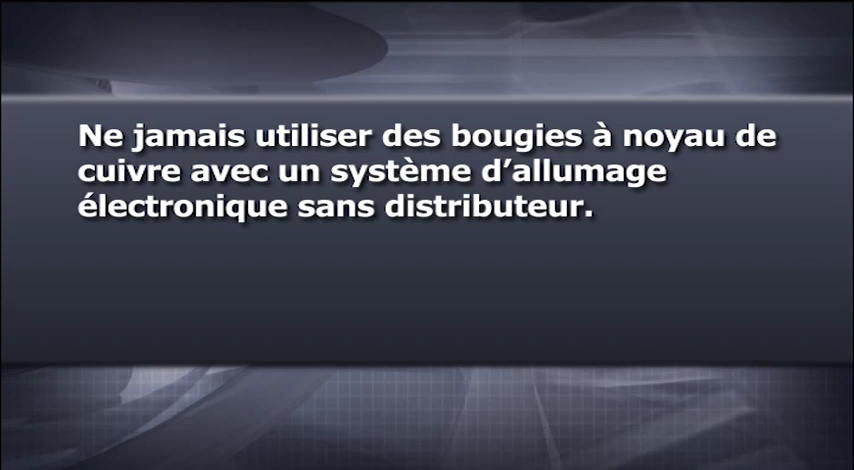 Ne jamais utiliser des bougies à noyau de
cuivre avec un système d’allumage
électronique sans distributeur.